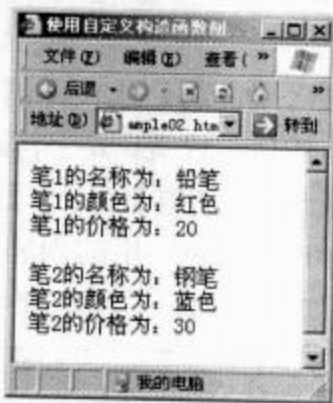 使用自定义构造函数创
文件(F) 编辑(E) 查看( »
后退 »
地址(D) ample02.htm 转到
笔1的名称为：铅笔
笔1的颜色为：红色
笔1的价格为：20
笔2的名称为：钢笔
笔2的颜色为：蓝色
笔2的价格为：30
我的电脑